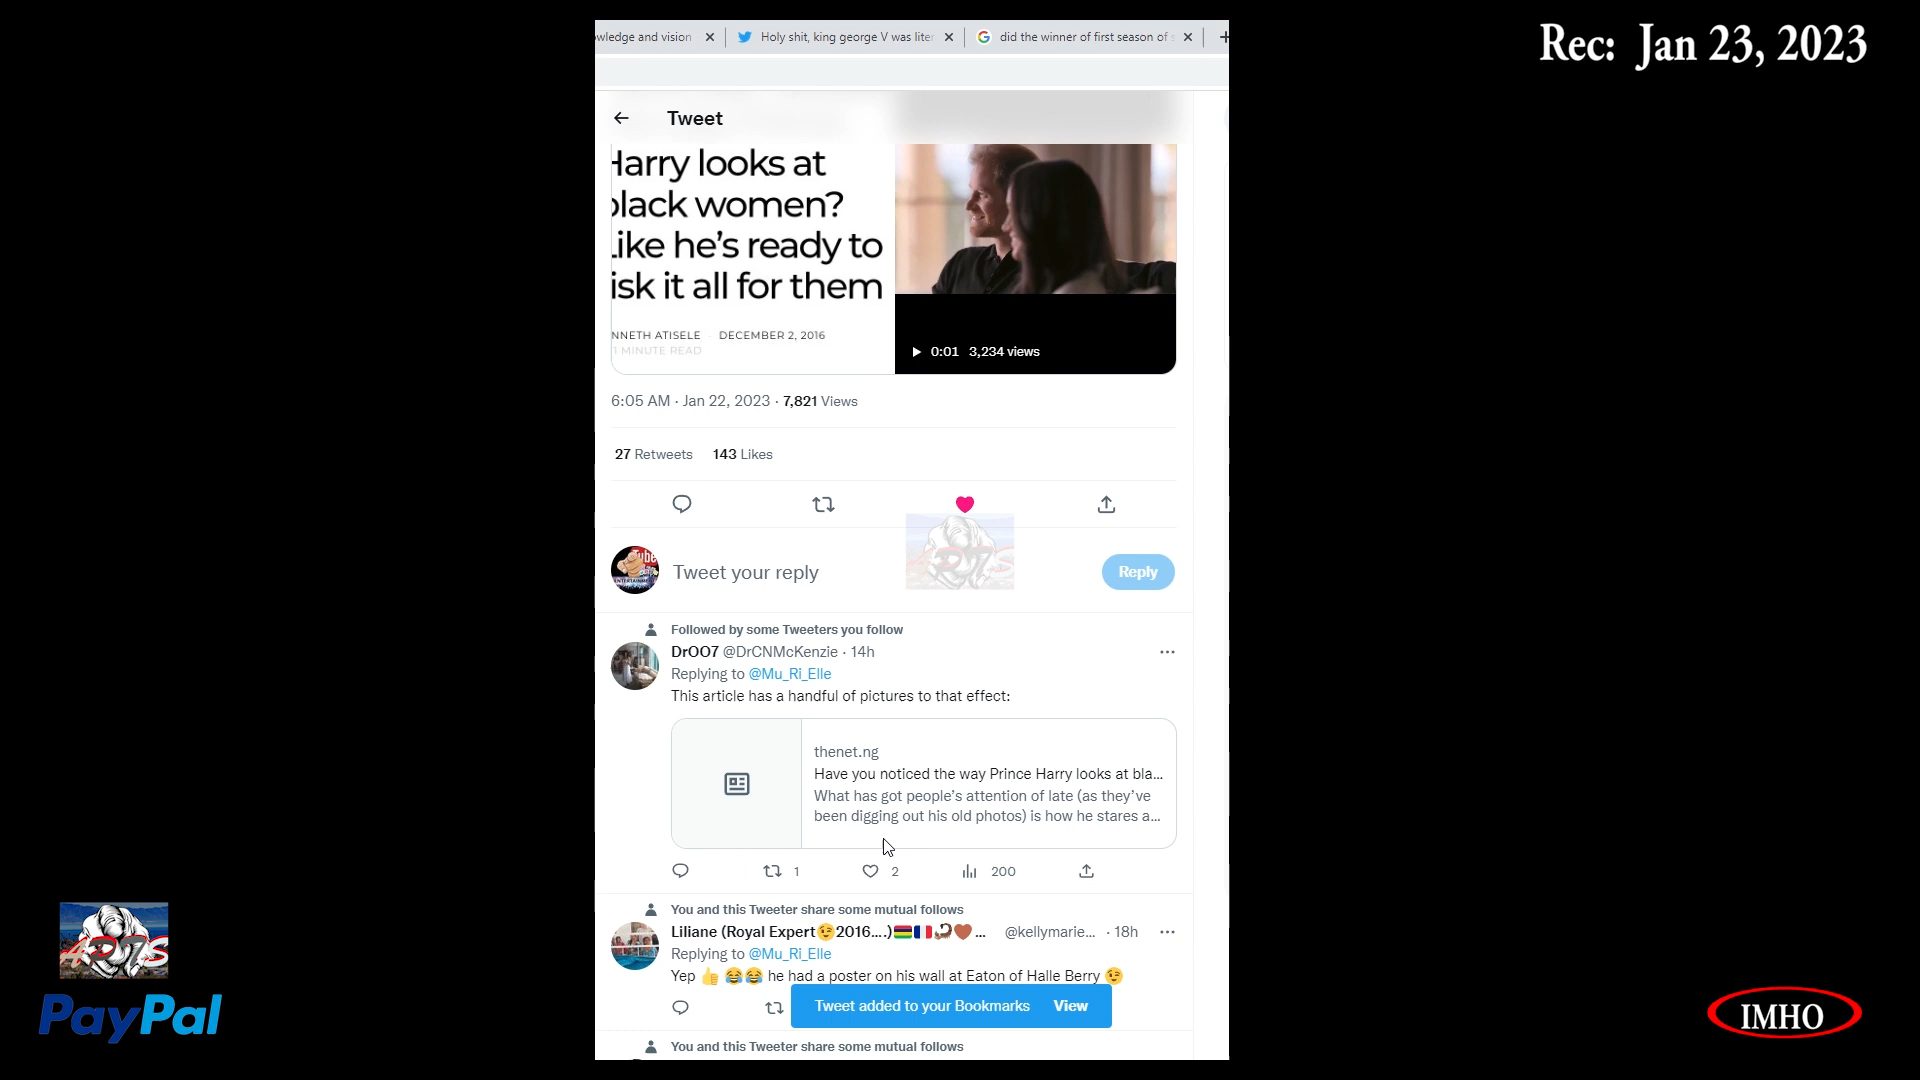 Rec: Jan 23, 2023
owledge and vision
Holy shit, king george V was liter
did the winner of first season of s
Tweet
Harry looks at
black women?
Like he's ready to
isk it all for them
NNETH ATISELE
DECEMBER 2, 2016
1 MINUTE READ
0:01 3,234 views
6:05 AM · Jan 22, 2023 · 7,821 Views
27 Retweets 143 Likes
Tweet your reply
Reply
Followed by some Tweeters you follow
DrOO7 @DrCNMcKenzie · 14h
Replying to @Mu_Ri_Elle
This article has a handful of pictures to that effect:
thenet.ng
Have you noticed the way Prince Harry looks at bla...
What has got people's attention of late (as they've
been digging out his old photos) is how he stares a...
1
2
200
You and this Tweeter share some mutual follows
Liliane (Royal Expert😉2016....)🇲🇺🇫🇷🦂🤎... @kellymarie... · 18h
Replying to @Mu_Ri_Elle
Yep 👍 😂😂 he had a poster on his wall at Eaton of Halle Berry 😉
Tweet added to your Bookmarks View
You and this Tweeter share some mutual follows
PayPal
IMHO